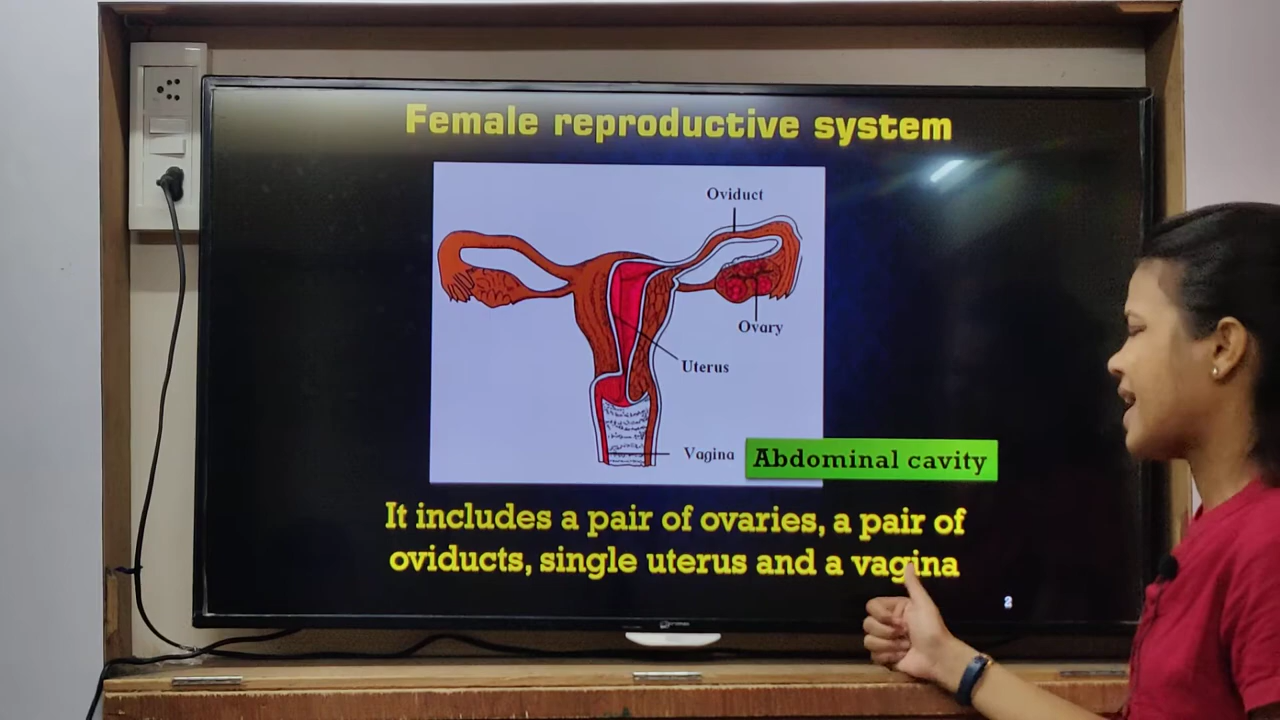 Female reproductive system
Oviduct
Ovary
Uterus
Vagina
Abdominal cavity
It includes a pair of ovaries, a pair of
oviducts, single uterus and a vagina
2